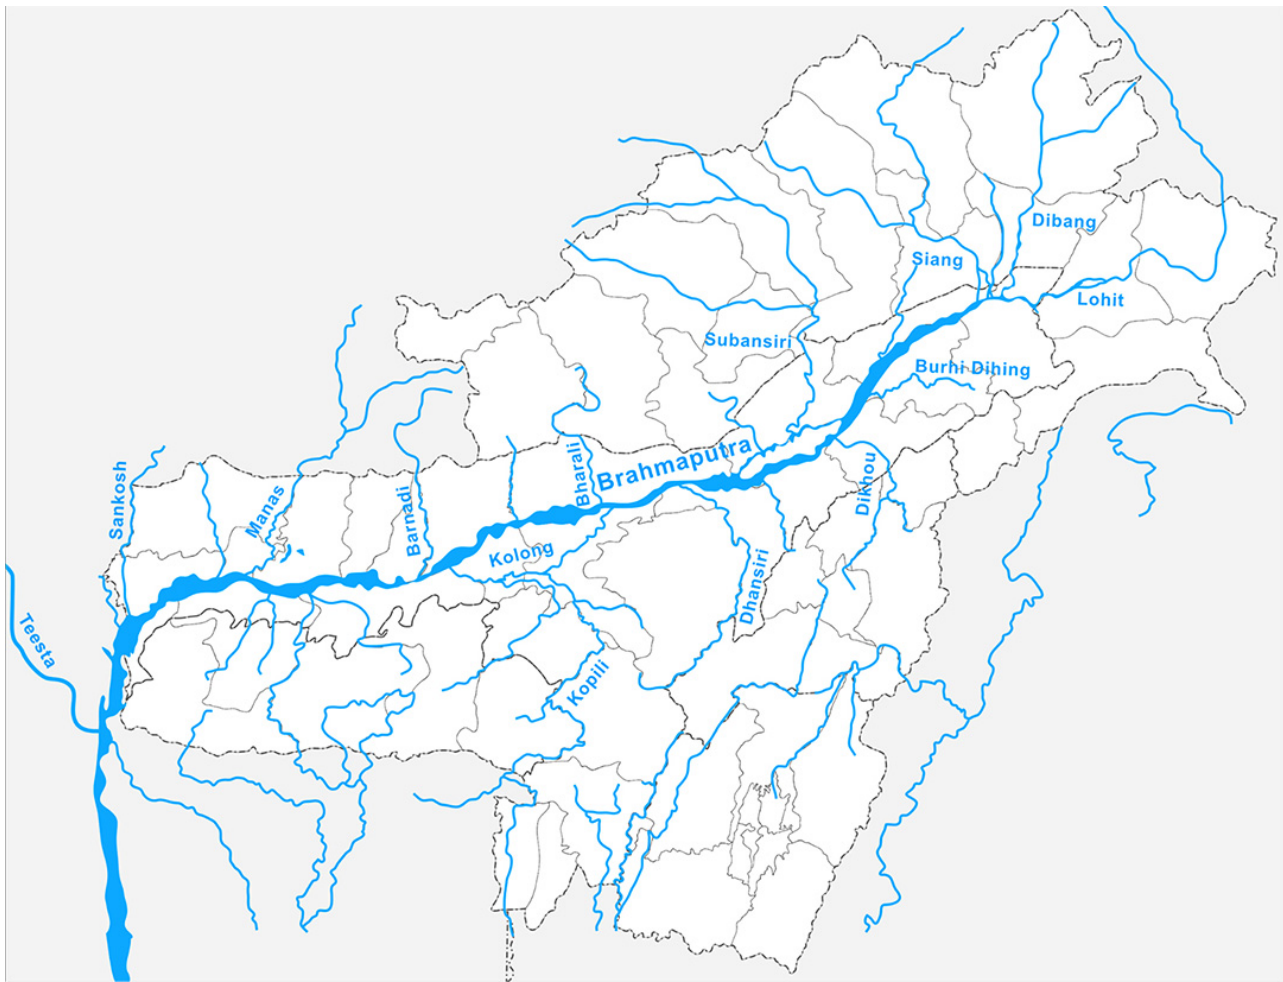 Dibang
Siang
Lohit
Subansiri
Burhi Dihing
Brahmaputra
Bharali
Dikhou
Sankosh
Manas
Barnadi
Kolong
Dhansiri
Teesta
Kopili